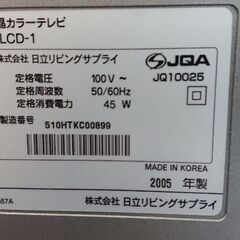 晶カラーテレビ
LCD-1
JQA
株式会社 日立リビングサプライ
JQ10025
定格電圧 100V~
定格周波数 50/60Hz
定格消費電力 45 W
製造番号
510HTKC00899
MADE IN KOREA
2005 年製
57A
株式会社 日立リビングサプライ